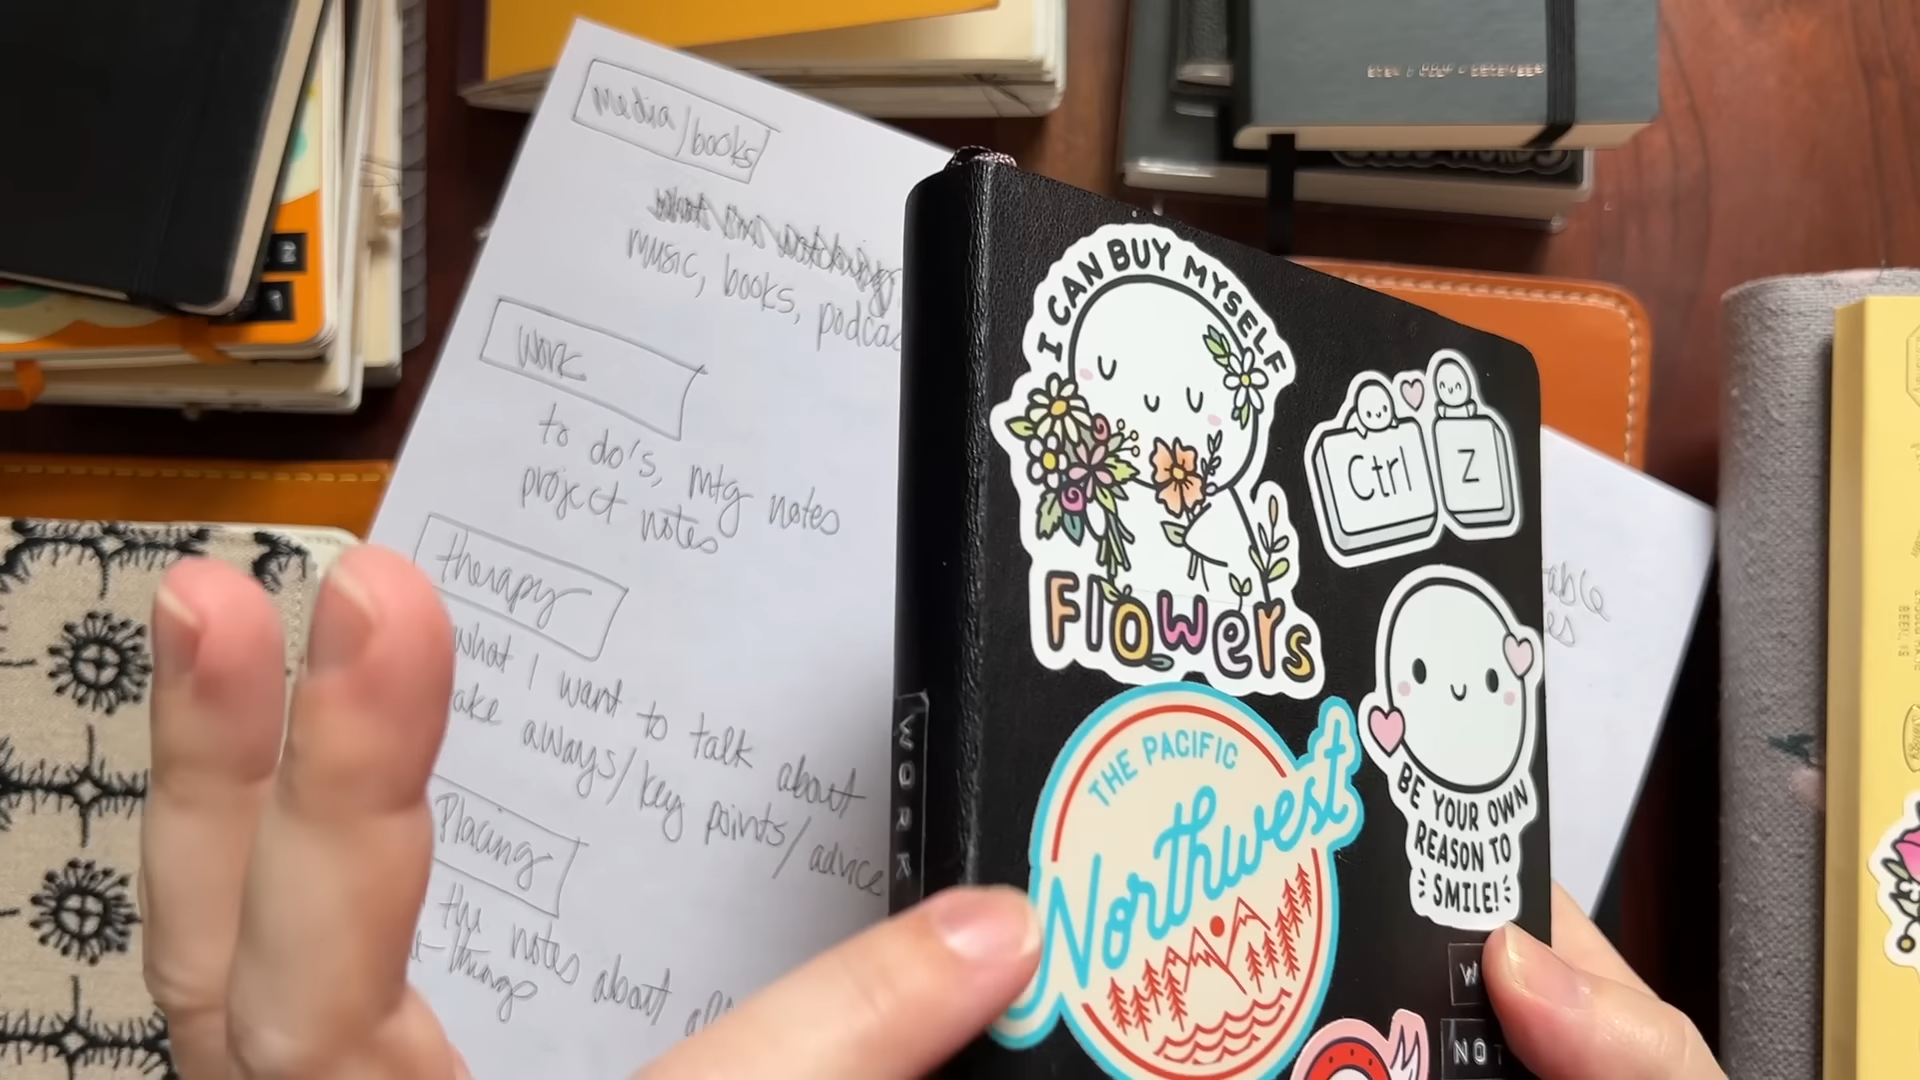 media/books
music, books,
work
to do's, mtg notes
project notes
therapy
what I want to talk about
aways/key points/advice
Placing
the notes about
things
WORK
I CAN BUY MYSELF
Flowers
Ctrl Z
THE PACIFIC
Northwest
BE YOUR OWN
REASON TO
SMILE!